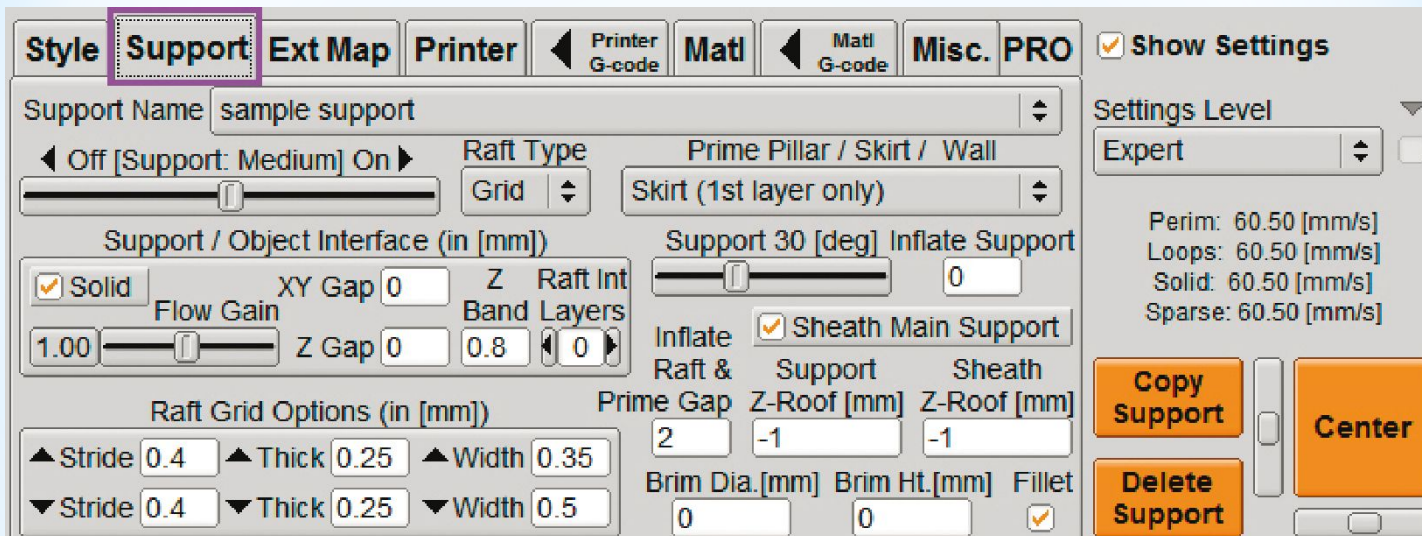 Style Support Ext Map Printer Printer G-code Matl Matl G-code Misc. PRO
Show Settings
Support Name sample support
Settings Level
Expert
Off [Support: Medium] On
Raft Type
Grid
Prime Pillar / Skirt / Wall
Skirt (1st layer only)
Perim: 60.50 [mm/s]
Loops: 60.50 [mm/s]
Solid: 60.50 [mm/s]
Sparse: 60.50 [mm/s]
Support / Object Interface (in [mm])
Solid
XY Gap 0
Flow Gain
1.00
Z Gap 0
Z
Band
0.8
Raft Int
Layers
0
Support 30 [deg]
Inflate Support
0
Sheath Main Support
Inflate
Raft &
Prime Gap
2
Support
Z-Roof [mm]
-1
Sheath
Z-Roof [mm]
-1
Raft Grid Options (in [mm])
Stride 0.4 Thick 0.25 Width 0.35
Stride 0.4 Thick 0.25 Width 0.5
Brim Dia.[mm]
0
Brim Ht.[mm]
0
Fillet
Copy
Support
Delete
Support
Center